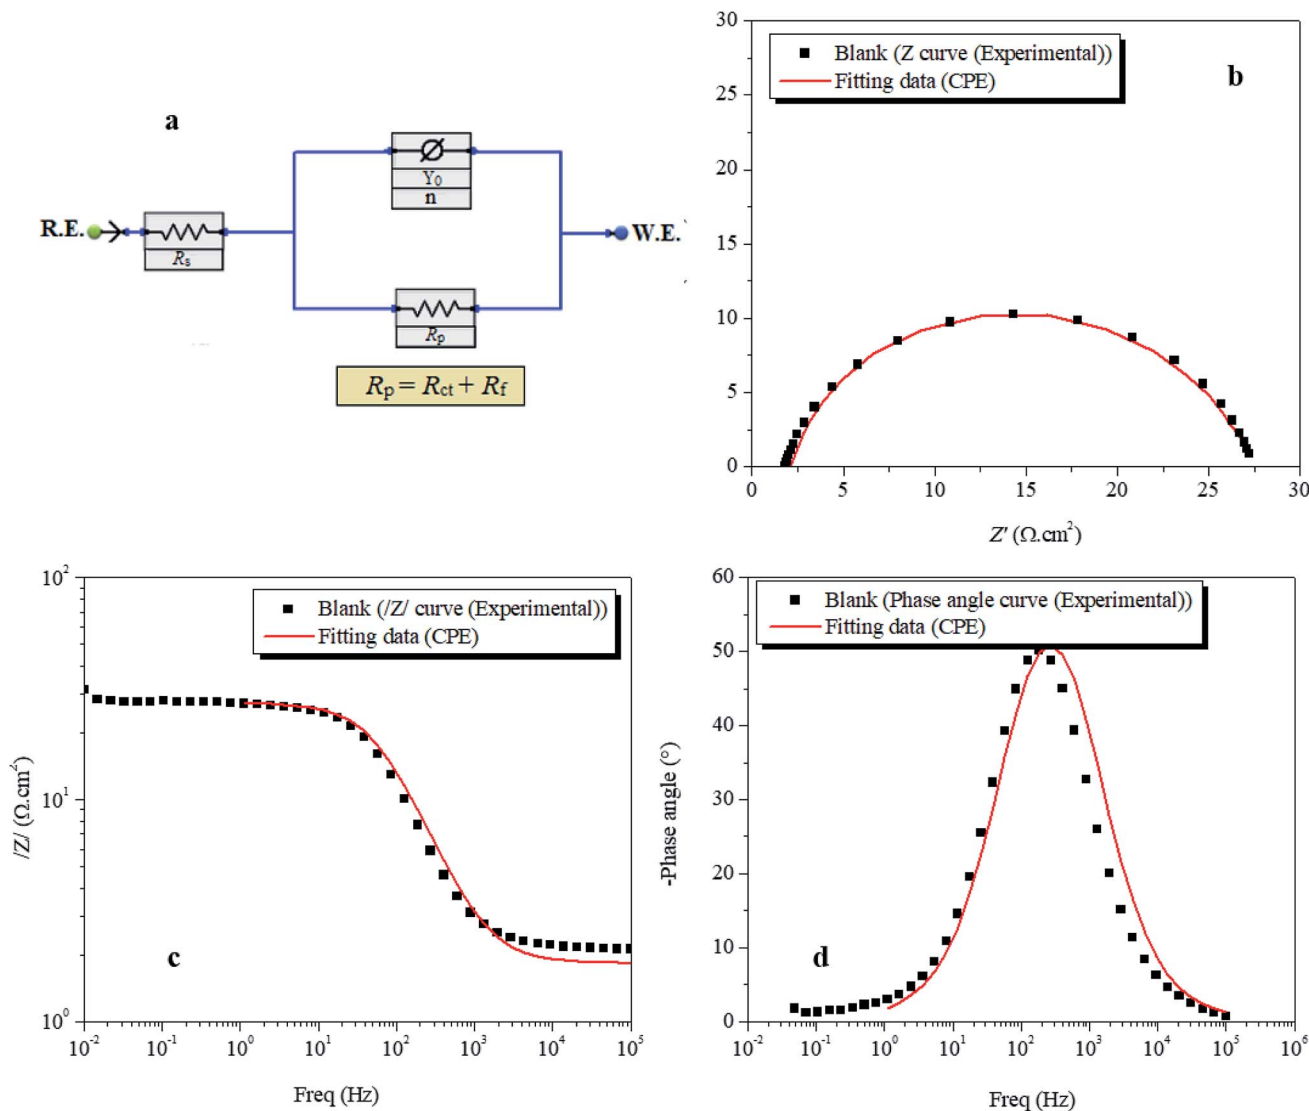 a
R.E.
Rs
Y0
n
W.E.
Rp
Rp = Rct + Rf
30
25
20
15
10
5
0
Blank (Z curve (Experimental))
Fitting data (CPE)
b
0
5
10
15
20
25
30
Z' (Ω.cm²)
10²
10¹
10⁰
/Z/ (Ω.cm²)
Blank (/Z/ curve (Experimental))
Fitting data (CPE)
c
10⁻²
10⁻¹
10⁰
10¹
10²
10³
10⁴
10⁵
Freq (Hz)
60
50
40
30
20
10
0
-Phase angle (°)
Blank (Phase angle curve (Experimental))
Fitting data (CPE)
d
10⁻²
10⁻¹
10⁰
10¹
10²
10³
10⁴
10⁵
10⁶
Freq (Hz)